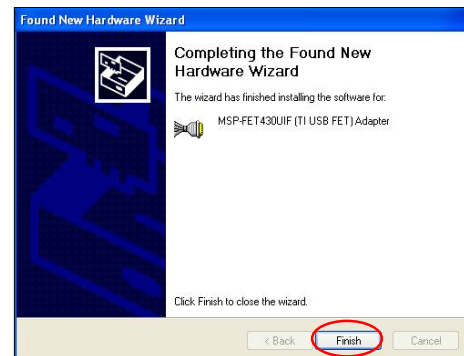 Found New Hardware Wizard
Completing the Found New
Hardware Wizard
The wizard has finished installing the software for:
MSP-FET430UIF (TI USB FET) Adapter
Click Finish to close the wizard.
< Back Finish Cancel